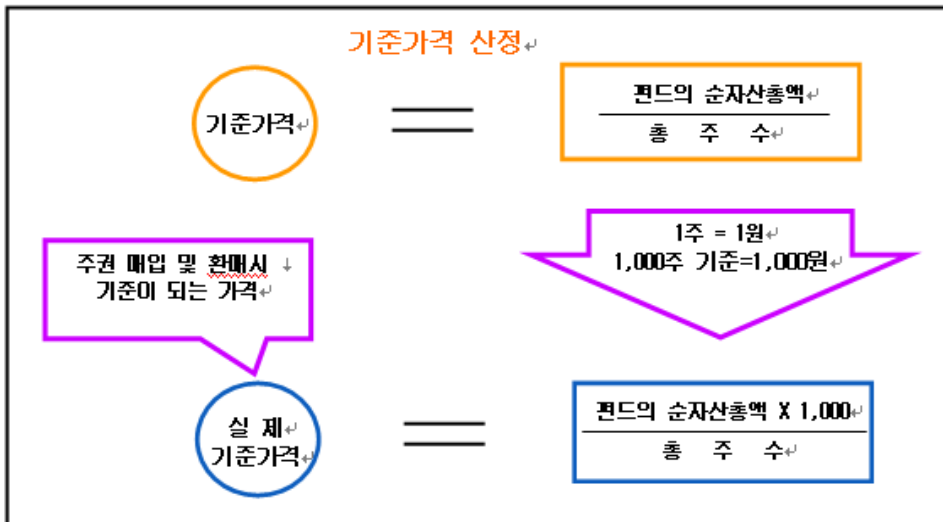 기준가격 산정
기준가격
펀드의 순자산총액
총 주 수
1주 = 1원
1,000주 기준=1,000원
주권 매입 및 환매시
기준이 되는 가격
실 제
기준가격
펀드의 순자산총액 X 1,000
총 주 수